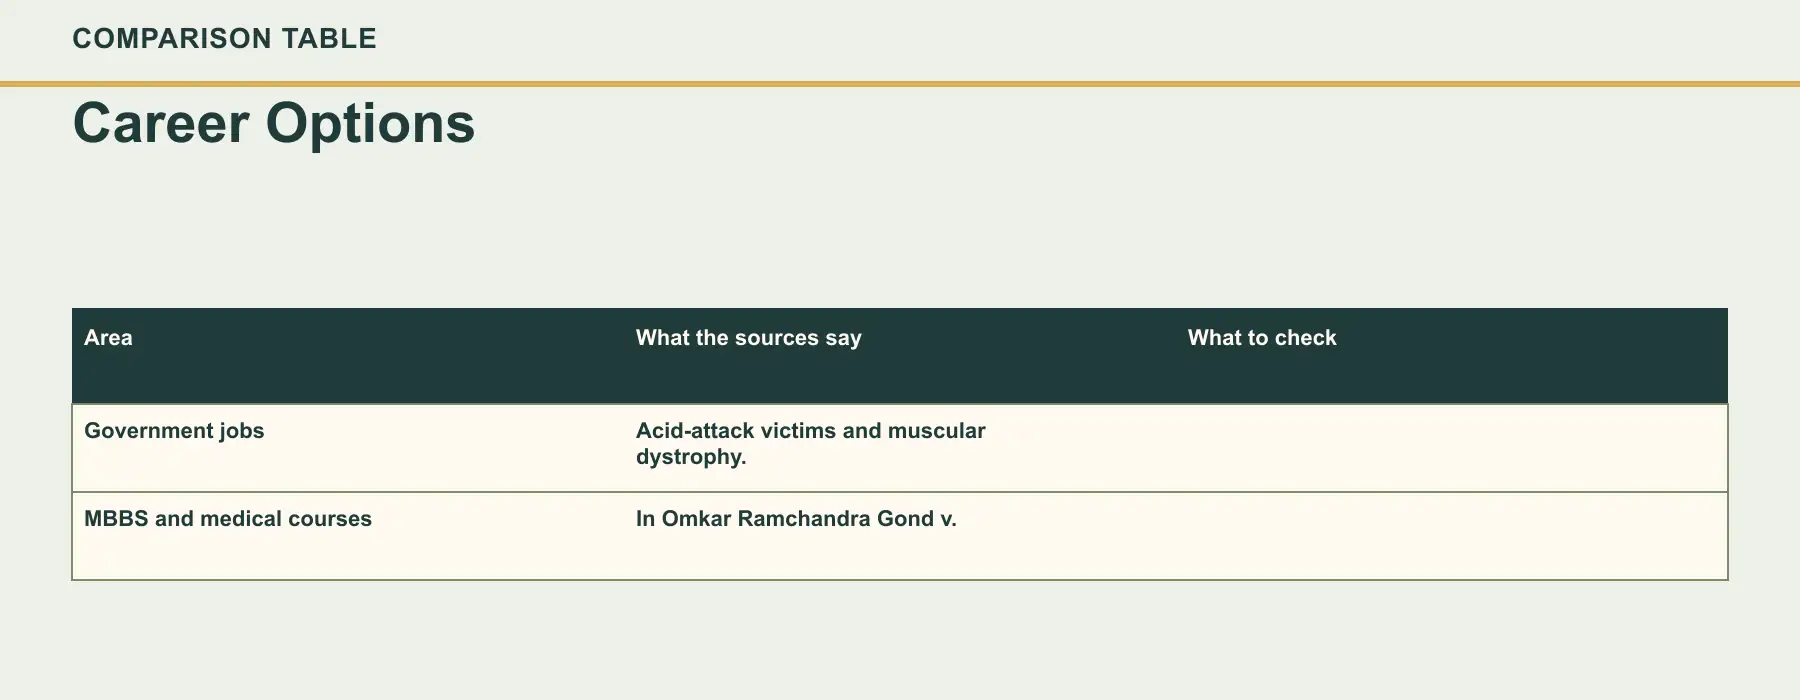 COMPARISON TABLE
Career Options
Area
What the sources say
What to check
Government jobs
Acid-attack victims and muscular
dystrophy.
MBBS and medical courses
In Omkar Ramchandra Gond v.